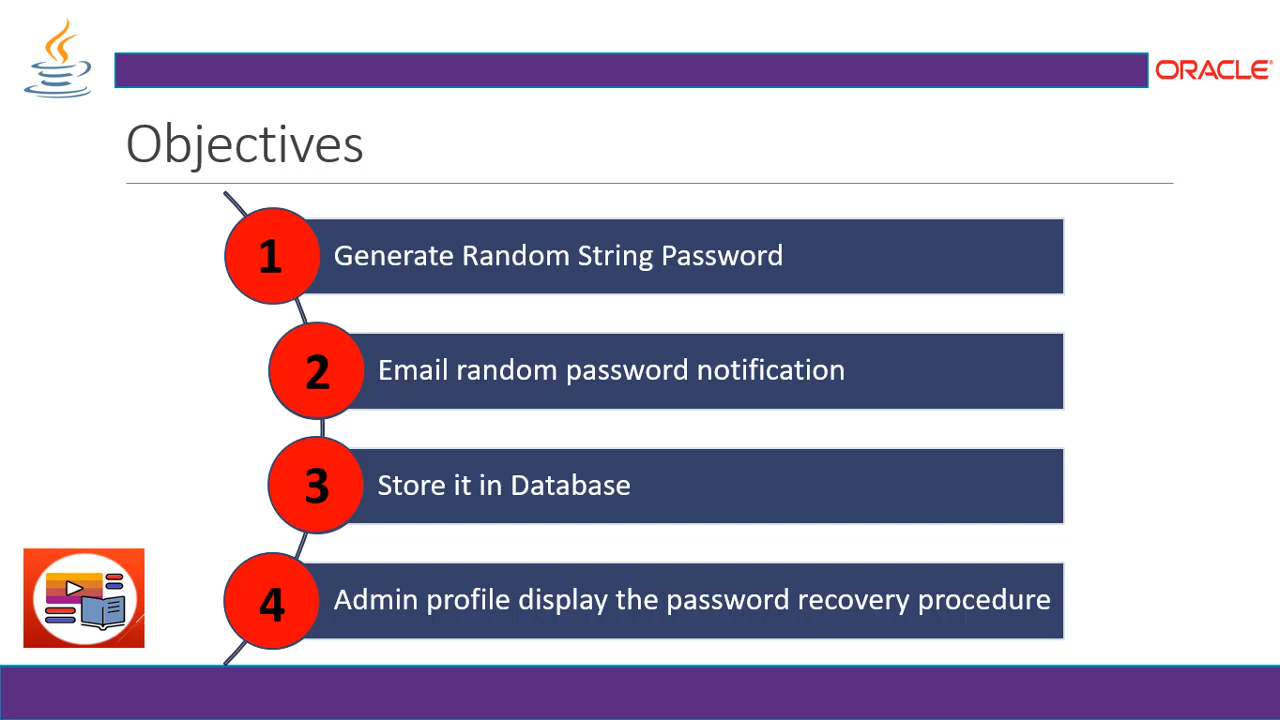 ORACLE
Objectives
1 Generate Random String Password
2 Email random password notification
3 Store it in Database
4 Admin profile display the password recovery procedure